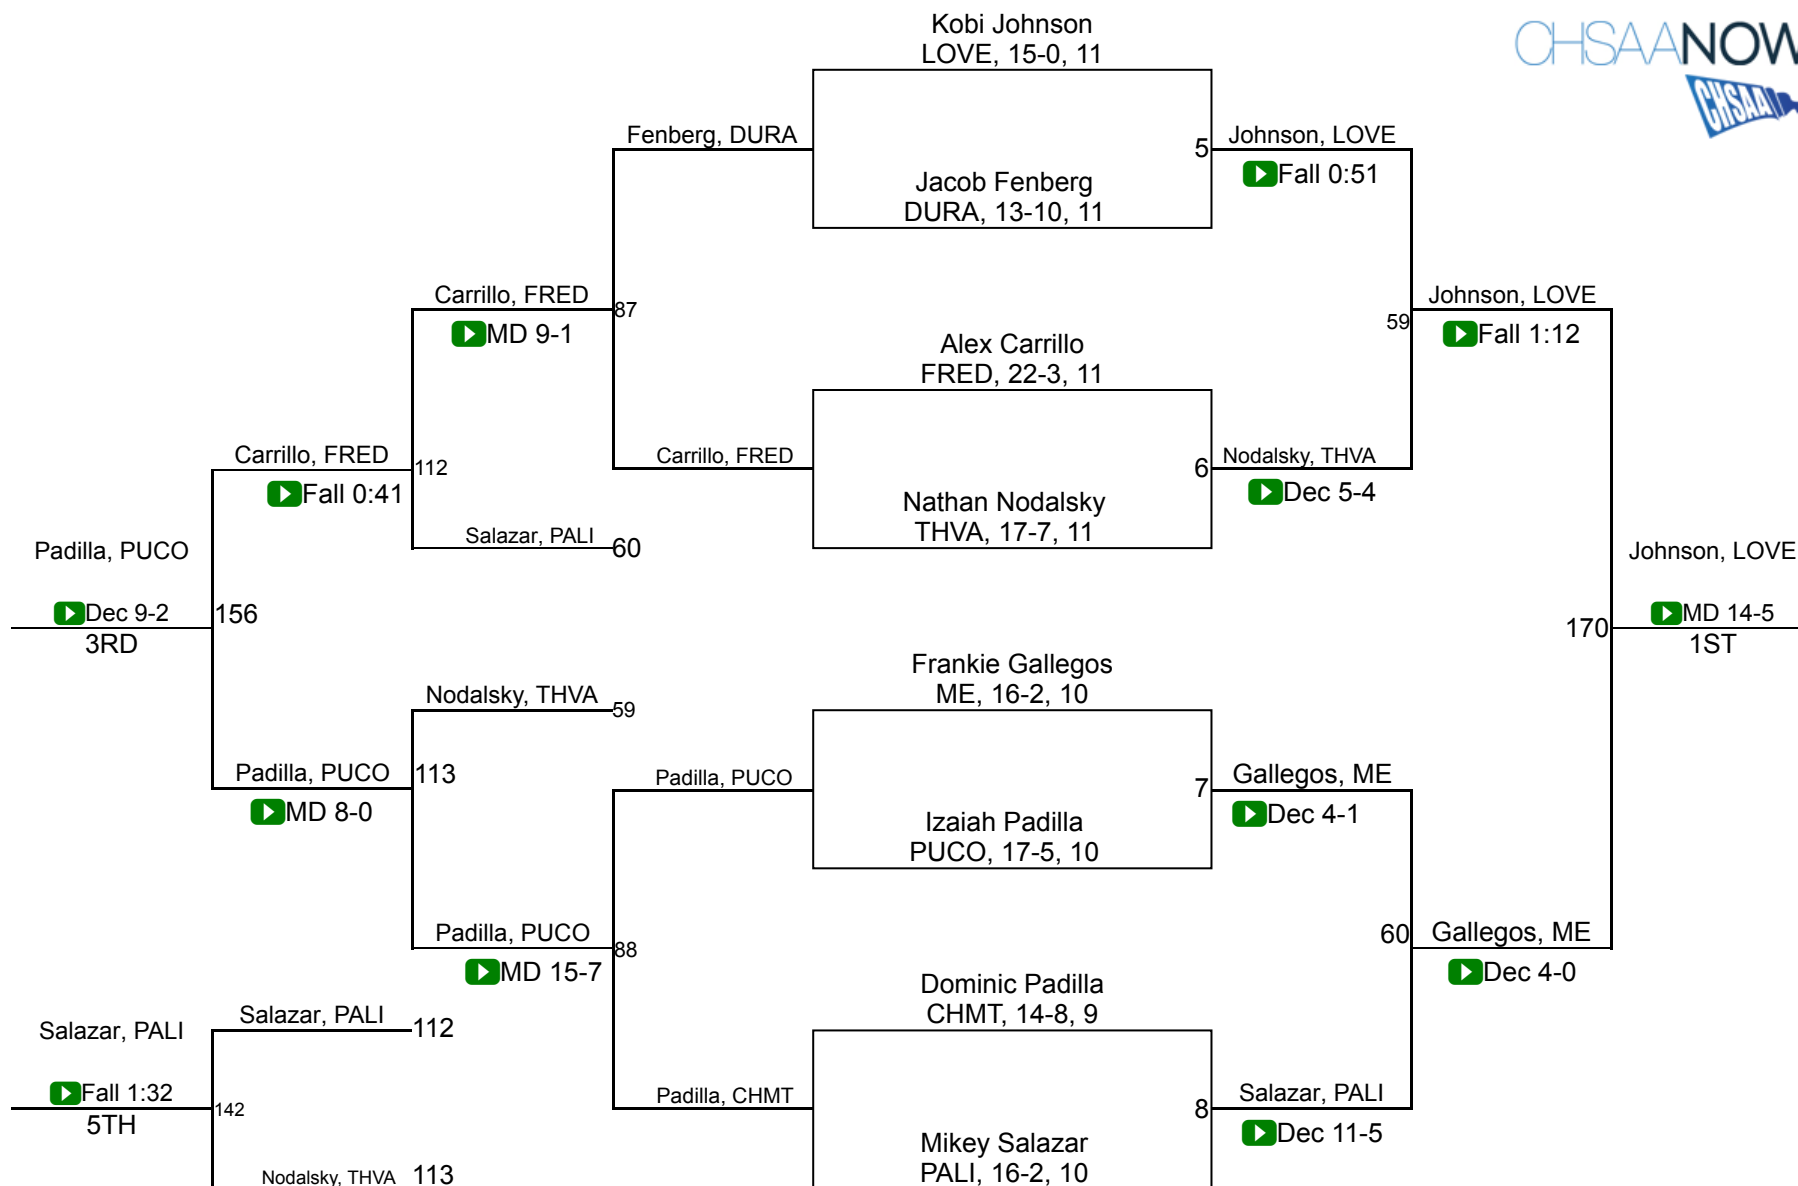 Kobi Johnson
LOVE, 15-0, 11
CHSAANOW
CHSAA
Fenberg, DURA
5
Johnson, LOVE
Fall 0:51
Jacob Fenberg
DURA, 13-10, 11
Carrillo, FRED
87
MD 9-1
Johnson, LOVE
59
Fall 1:12
Alex Carrillo
FRED, 22-3, 11
Carrillo, FRED
112
Fall 0:41
Carrillo, FRED
6
Nodalsky, THVA
Dec 5-4
Nathan Nodalsky
THVA, 17-7, 11
Salazar, PALI
60
Padilla, PUCO
Dec 9-2
3RD
156
Johnson, LOVE
170
MD 14-5
1ST
Frankie Gallegos
ME, 16-2, 10
Nodalsky, THVA
59
Padilla, PUCO
113
MD 8-0
Padilla, PUCO
7
Gallegos, ME
Dec 4-1
Izaiah Padilla
PUCO, 17-5, 10
Padilla, PUCO
88
MD 15-7
60
Gallegos, ME
Dec 4-0
Dominic Padilla
CHMT, 14-8, 9
Salazar, PALI
Salazar, PALI
112
Fall 1:32
5TH
142
Padilla, CHMT
8
Salazar, PALI
Dec 11-5
Mikey Salazar
PALI, 16-2, 10
Nodalsky, THVA
113